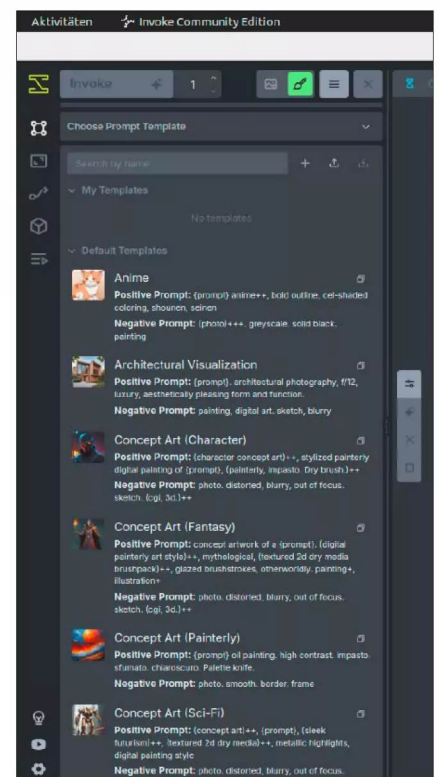 Aktivitäten Invoke Community Edition
Invoke 1
Choose Prompt Template
Search by name
My Templates
No templates
Default Templates
Anime
Positive Prompt: {prompt} anime++, bold outline, cel-shaded
coloring, shounen, seinen
Negative Prompt: (photo)+++. greyscale. solid black.
painting
Architectural Visualization
Positive Prompt: {prompt}. architectural photography, f/12,
luxury, aesthetically pleasing form and function.
Negative Prompt: painting, digital art. sketch, blurry
Concept Art (Character)
Positive Prompt: (character concept art)++, stylized painterly
digital painting of {prompt}, (painterly, impasto. Dry brush.)++
Negative Prompt: photo. distorted, blurry, out of focus.
sketch. (cgi, 3d.)++
Concept Art (Fantasy)
Positive Prompt: concept artwork of a {prompt}. (digital
painterly art style)++, mythological, (textured 2d dry media
brushpack)++, glazed brushstrokes, otherworldly. painting+,
illustration+
Negative Prompt: photo. distorted, blurry, out of focus.
sketch. (cgi, 3d.)++
Concept Art (Painterly)
Positive Prompt: {prompt} oil painting. high contrast. impasto.
sfumato. chiaroscuro. Palette knife.
Negative Prompt: photo. smooth. border. frame
Concept Art (Sci-Fi)
Positive Prompt: (concept art)++, {prompt}, (sleek
futurism)++, (textured 2d dry media)++, metallic highlights,
digital painting style
Negative Prompt: photo. distorted, blurry, out of focus.